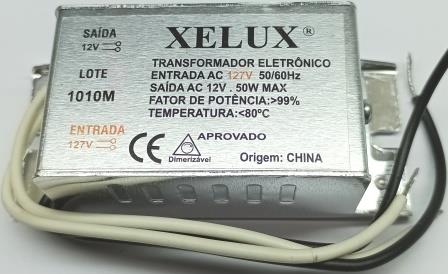 SAÍDA
12V
LOTE
1010M
ENTRADA
127V
XELUX ®
TRANSFORMADOR ELETRÔNICO
ENTRADA AC 127V 50/60Hz
SAÍDA AC 12V . 50W MAX
FATOR DE POTÊNCIA:>99%
TEMPERATURA:<80ºC
CE
APROVADO
Dimerizável
Origem: CHINA